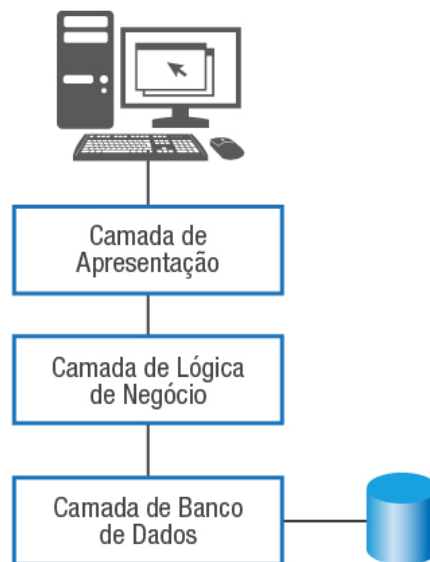 Camada de
Apresentação
Camada de Lógica
de Negócio
Camada de Banco
de Dados